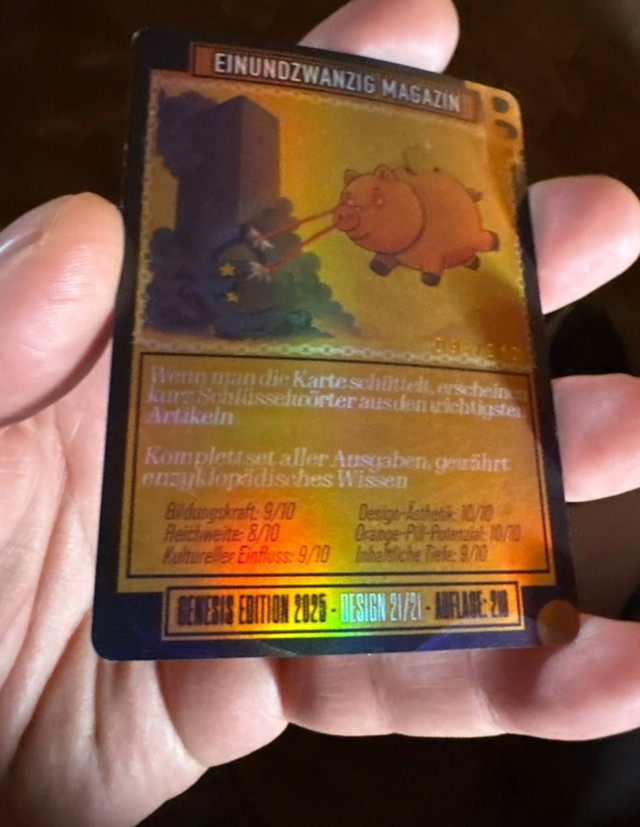 EINUNDZWANZIG MAGAZIN
Wenn man die Karte schüttelt, erscheinen
kurz Schlüsselwörter aus den wichtigsten
Artikeln
Komplettset aller Ausgaben, gewährt
enzyklopädisches Wissen
Bildungskraft: 9/10
Reichweite: 8/10
Kultureller Einfluss: 9/10
Design-Ästhetik: 10/10
Orange-Pill-Potenzial: 10/10
Inhaltliche Tiefe: 9/10
GENESIS EDITION 2025 - DESIGN 21/21 - AUFLAGE: 210